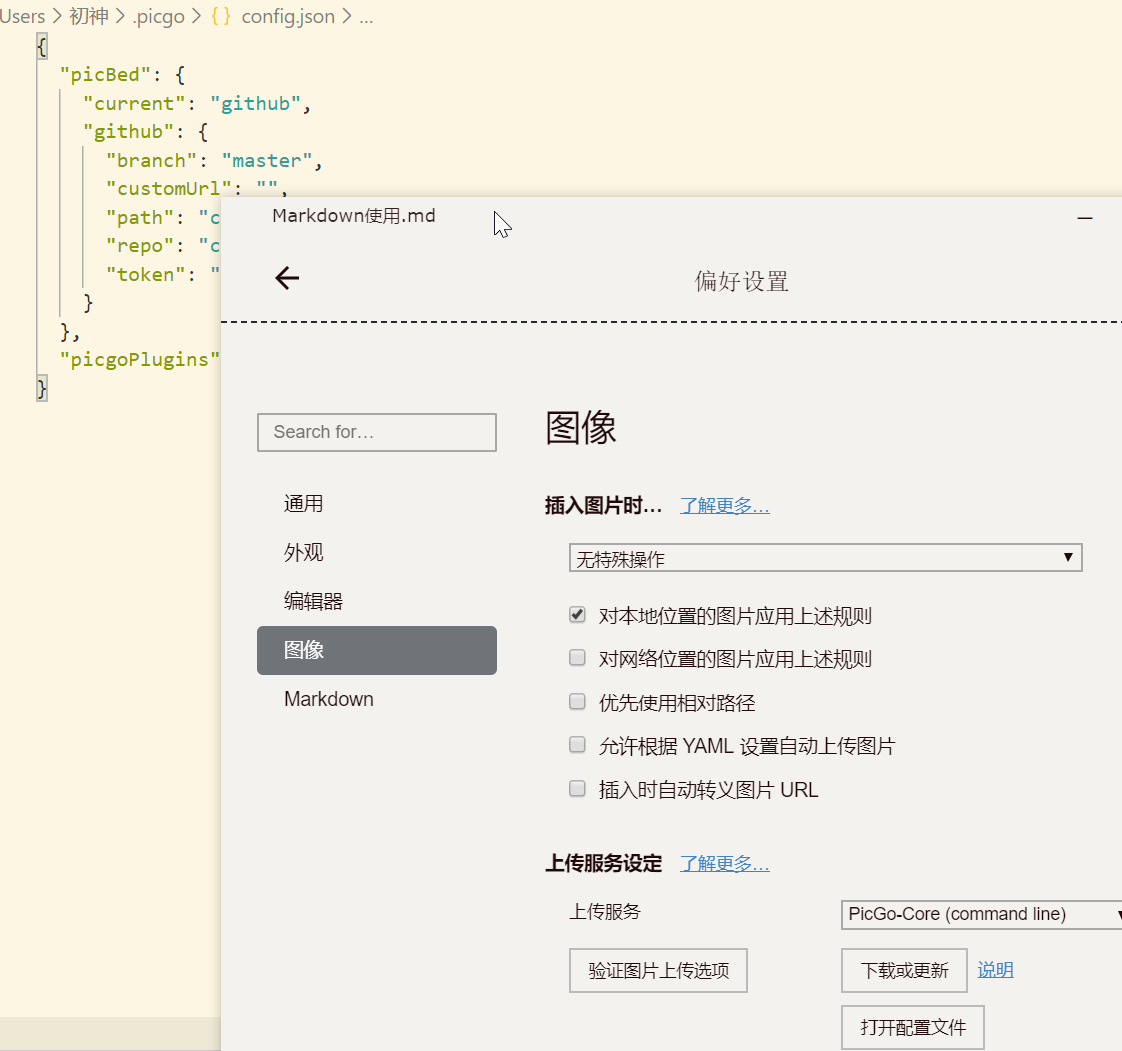 Users > 初神 > .picgo > {} config.json > ...
{
"picBed": {
"current": "github",
"github": {
"branch": "master",
"customUrl": "",
"path": "c
"repo": "c
"token": "
}
},
"picgoPlugins"
}
Markdown使用.md
偏好设置
Search for…
通用
外观
编辑器
图像
Markdown
图像
插入图片时… 了解更多…
无特殊操作
对本地位置的图片应用上述规则
对网络位置的图片应用上述规则
优先使用相对路径
允许根据 YAML 设置自动上传图片
插入时自动转义图片 URL
上传服务设定 了解更多…
上传服务 PicGo-Core (command line)
验证图片上传选项 下载或更新 说明
打开配置文件